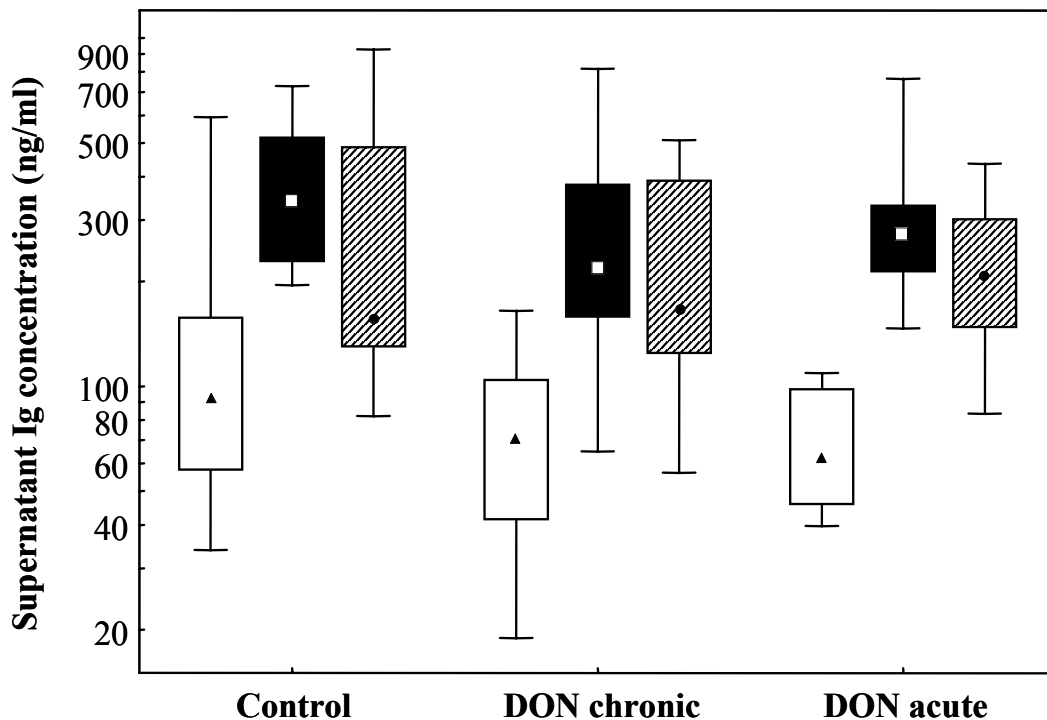 Supernatant Ig concentration (ng/ml)
900
700
500
300
100
80
60
40
20
Control
DON chronic
DON acute